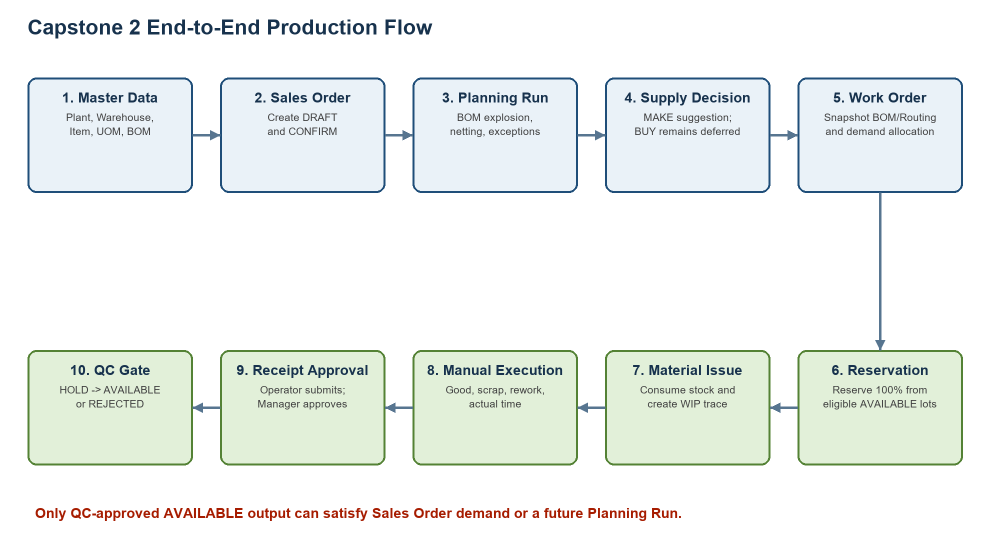 Capstone 2 End-to-End Production Flow
1. Master Data
Plant, Warehouse,
Item, UOM, BOM
2. Sales Order
Create DRAFT
and CONFIRM
3. Planning Run
BOM explosion,
netting, exceptions
4. Supply Decision
MAKE suggestion;
BUY remains deferred
5. Work Order
Snapshot BOM/Routing
and demand allocation
6. Reservation
Reserve 100% from
eligible AVAILABLE lots
7. Material Issue
Consume stock and
create WIP trace
8. Manual Execution
Good, scrap, rework,
actual time
9. Receipt Approval
Operator submits;
Manager approves
10. QC Gate
HOLD -> AVAILABLE
or REJECTED
Only QC-approved AVAILABLE output can satisfy Sales Order demand or a future Planning Run.